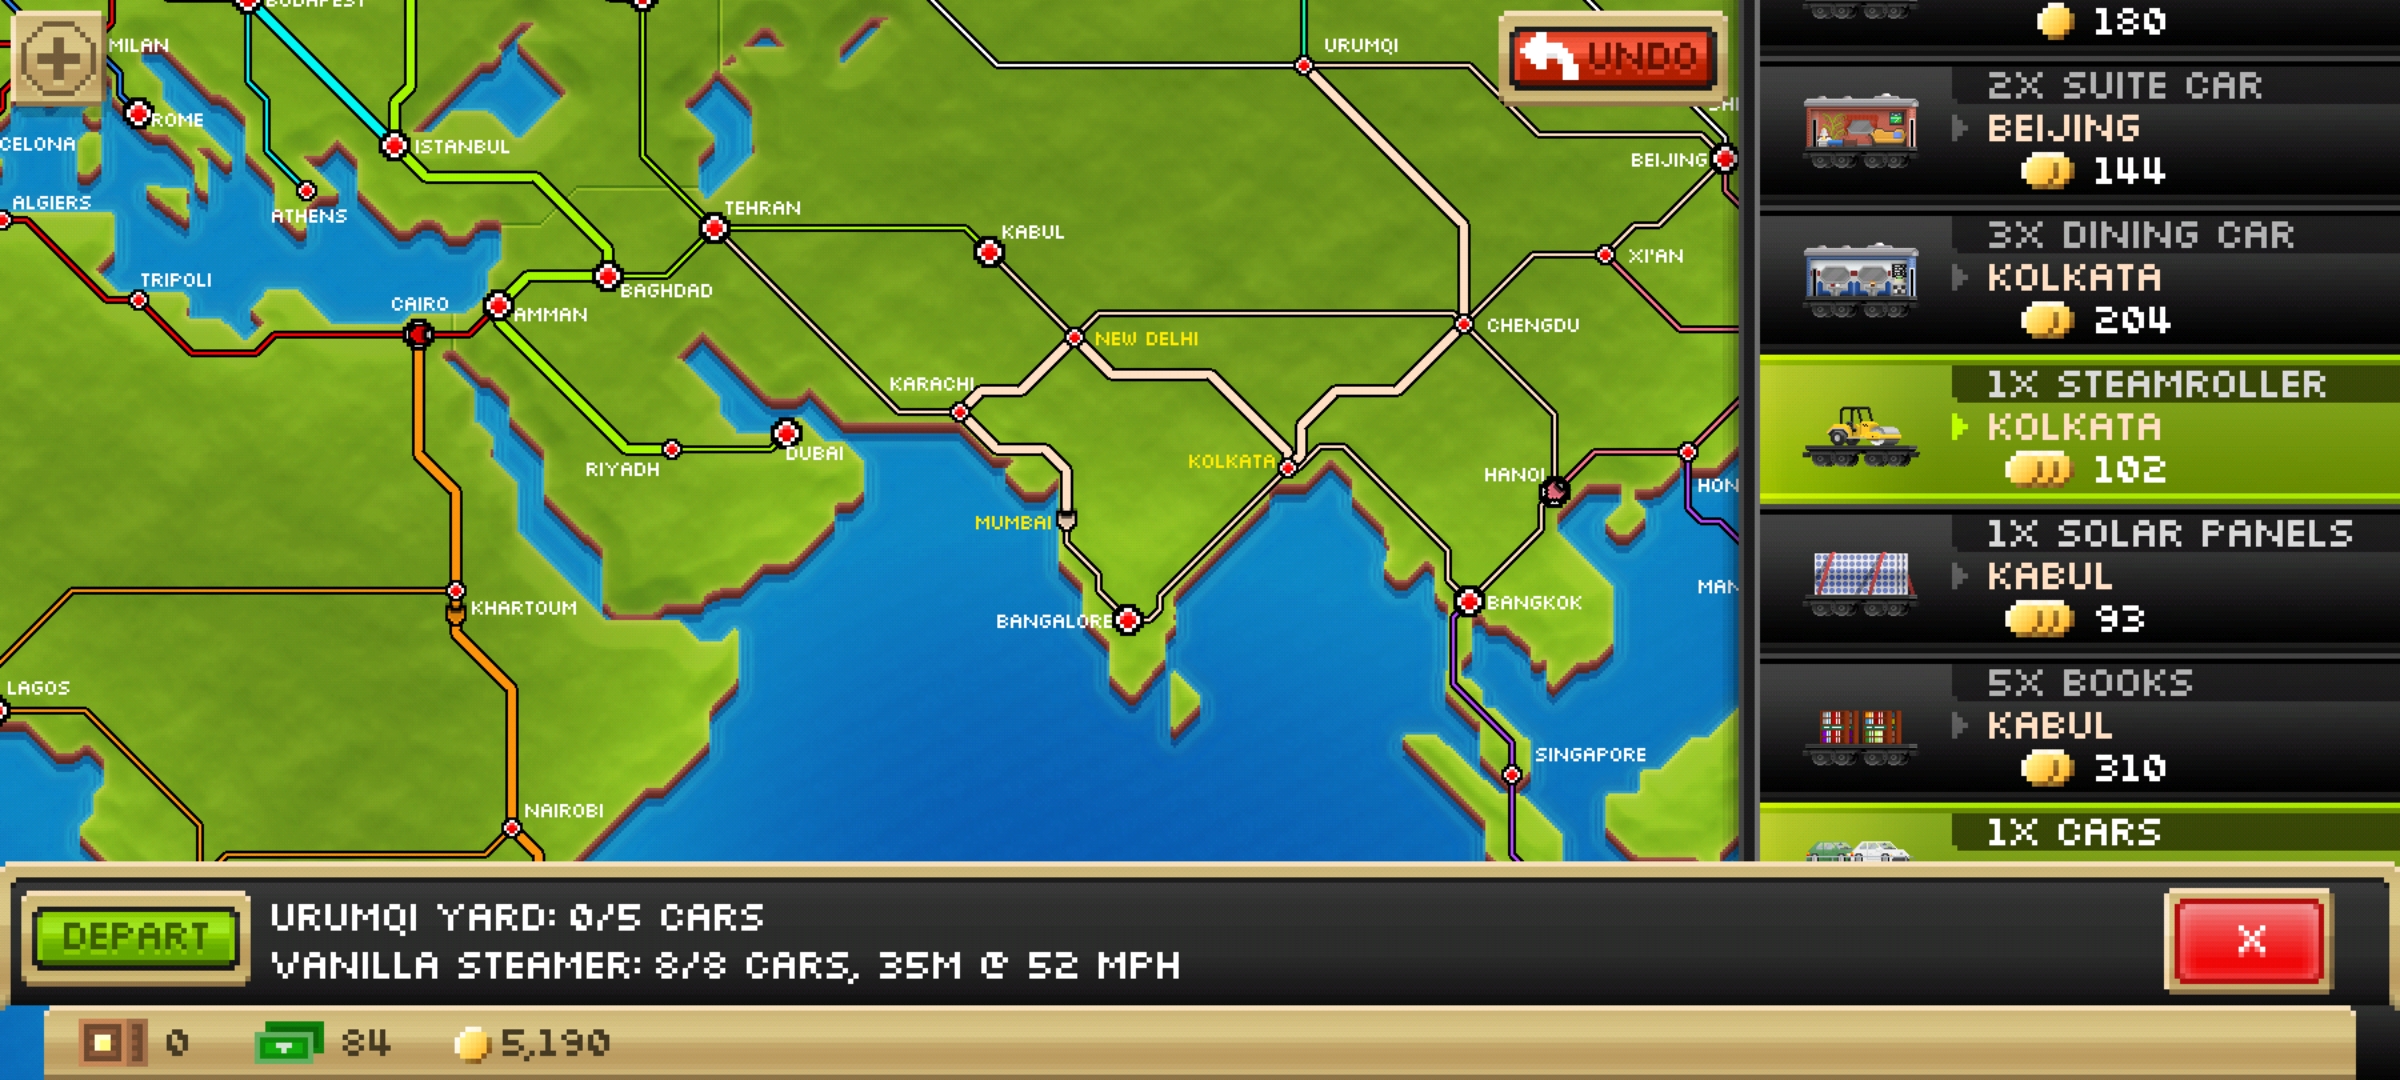 BUDAPEST
MILAN
ROME
CELONA
ISTANBUL
ATHENS
ALGIERS
TRIPOLI
CAIRO
AMMAN
BAGHDAD
TEHRAN
KABUL
URUMQI
UNDO
BEIJING
XI'AN
CHENGDU
NEW DELHI
KARACHI
KOLKATA
MUMBAI
DUBAI
RIYADH
BANGALORE
HANOI
HON
MAN
BANGKOK
SINGAPORE
KHARTOUM
LAGOS
NAIROBI
180
2X SUITE CAR
BEIJING
144
3X DINING CAR
KOLKATA
204
1X STEAMROLLER
KOLKATA
102
1X SOLAR PANELS
KABUL
93
5X BOOKS
KABUL
310
1X CARS
DEPART
URUMQI YARD: 0/5 CARS
VANILLA STEAMER: 8/8 CARS, 35M @ 52 MPH
X
0
84
5,190